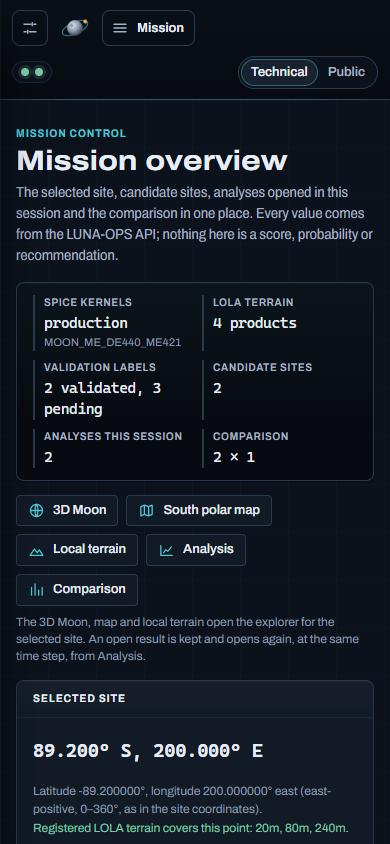 Mission
Technical Public
MISSION CONTROL
Mission overview
The selected site, candidate sites, analyses opened in this
session and the comparison in one place. Every value comes
from the LUNA-OPS API; nothing here is a score, probability or
recommendation.
SPICE KERNELS
production
MOON_ME_DE440_ME421
LOLA TERRAIN
4 products
VALIDATION LABELS
2 validated, 3
pending
CANDIDATE SITES
2
ANALYSES THIS SESSION
2
COMPARISON
2 × 1
3D Moon
South polar map
Local terrain
Analysis
Comparison
The 3D Moon, map and local terrain open the explorer for the
selected site. An open result is kept and opens again, at the same
time step, from Analysis.
SELECTED SITE
89.200° S, 200.000° E
Latitude -89.200000°, longitude 200.000000° east (east-
positive, 0–360°, as in the site coordinates).
Registered LOLA terrain covers this point: 20m, 80m, 240m.